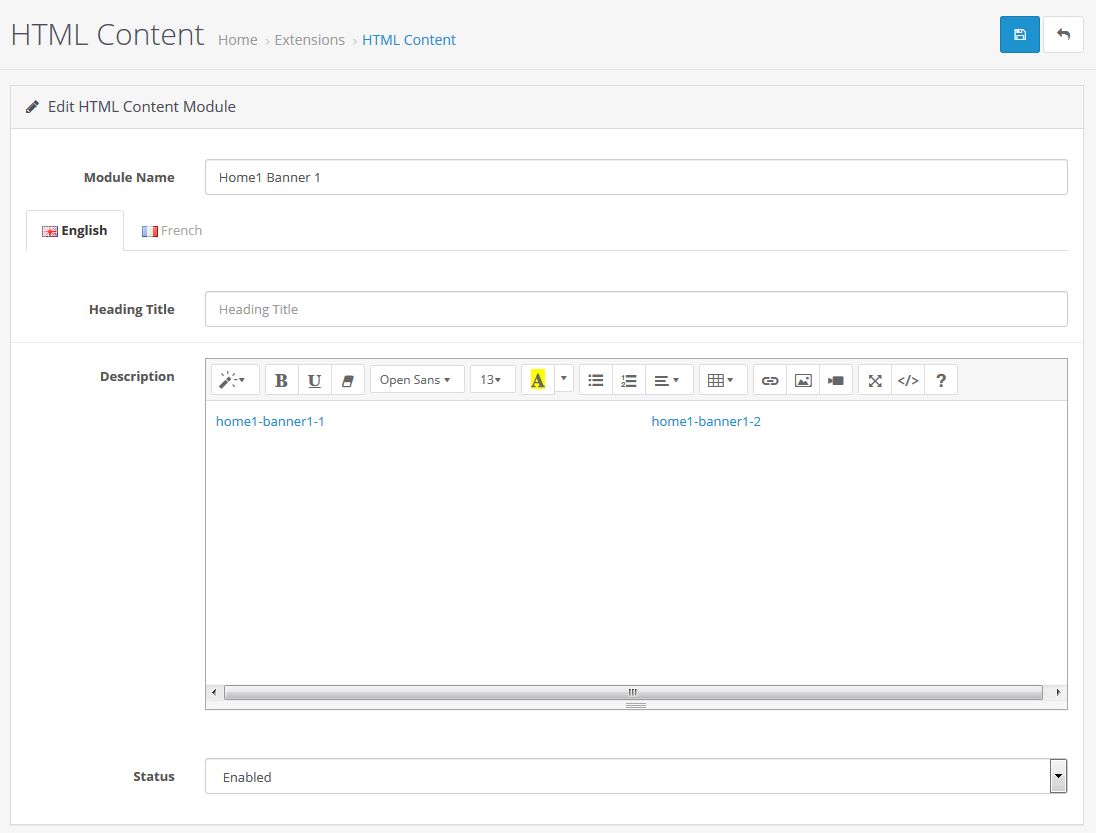 HTML Content Home › Extensions › HTML Content
Edit HTML Content Module
Module Name Home1 Banner 1
English French
Heading Title Heading Title
Description
B U Open Sans 13 A </> ?
home1-banner1-1 home1-banner1-2
Status Enabled